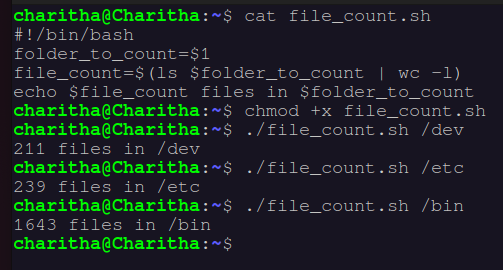 charitha@Charitha:~$ cat file_count.sh
#!/bin/bash
folder_to_count=$1
file_count=$(ls $folder_to_count | wc -l)
echo $file_count files in $folder_to_count
charitha@Charitha:~$ chmod +x file_count.sh
charitha@Charitha:~$ ./file_count.sh /dev
211 files in /dev
charitha@Charitha:~$ ./file_count.sh /etc
239 files in /etc
charitha@Charitha:~$ ./file_count.sh /bin
1643 files in /bin
charitha@Charitha:~$